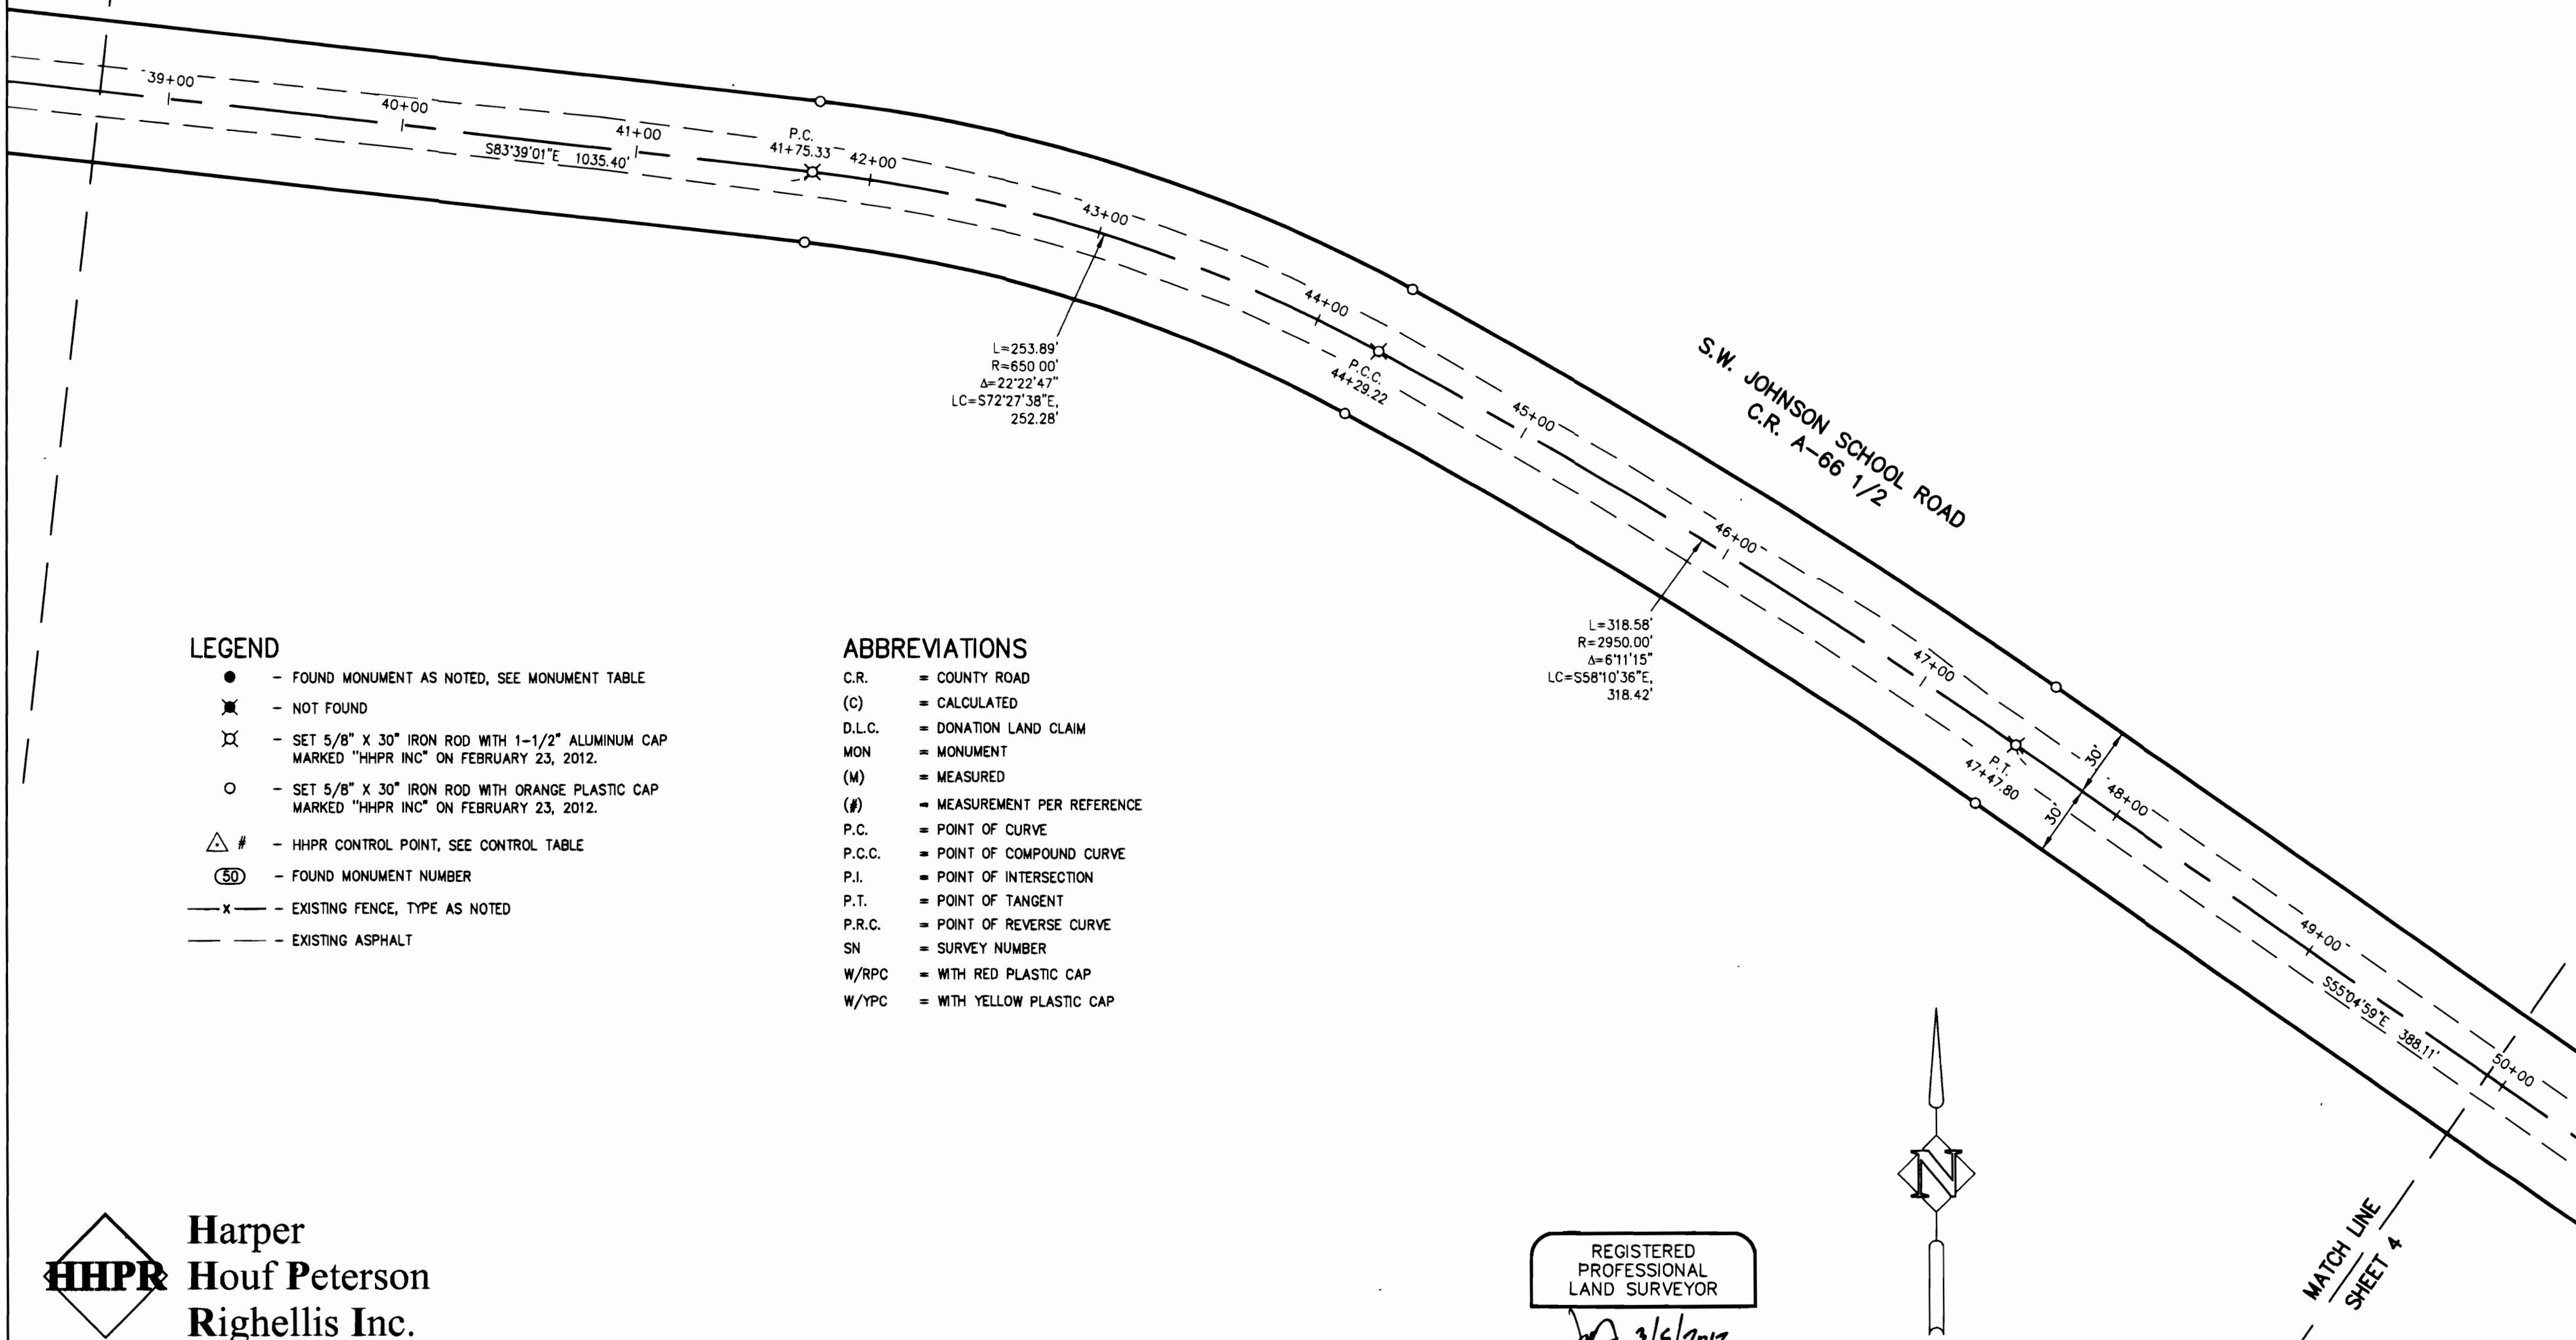 39+00
40+00
41+00
S83°39'01"E 1035.40'
P.C.
41+75.33
42+00
43+00
L=253.89'
R=650 00'
Δ=22°22'47"
LC=S72°27'38"E,
252.28'
44+00
P.C.C.
44+29.22
45+00
S.W. JOHNSON SCHOOL ROAD
C.R. A-66 1/2
46+00
L=318.58'
R=2950.00'
Δ=6°11'15"
LC=S58°10'36"E,
318.42'
47+00
P.T.
47+47.80
30'
30'
48+00
49+00
S55°04'59"E 388.11'
50+00
MATCH LINE
SHEET 4
LEGEND
- FOUND MONUMENT AS NOTED, SEE MONUMENT TABLE
- NOT FOUND
- SET 5/8" X 30" IRON ROD WITH 1-1/2" ALUMINUM CAP
MARKED "HHPR INC" ON FEBRUARY 23, 2012.
- SET 5/8" X 30" IRON ROD WITH ORANGE PLASTIC CAP
MARKED "HHPR INC" ON FEBRUARY 23, 2012.
# - HHPR CONTROL POINT, SEE CONTROL TABLE
50 - FOUND MONUMENT NUMBER
x - EXISTING FENCE, TYPE AS NOTED
- EXISTING ASPHALT
ABBREVIATIONS
C.R. = COUNTY ROAD
(C) = CALCULATED
D.L.C. = DONATION LAND CLAIM
MON = MONUMENT
(M) = MEASURED
(#) = MEASUREMENT PER REFERENCE
P.C. = POINT OF CURVE
P.C.C. = POINT OF COMPOUND CURVE
P.I. = POINT OF INTERSECTION
P.T. = POINT OF TANGENT
P.R.C. = POINT OF REVERSE CURVE
SN = SURVEY NUMBER
W/RPC = WITH RED PLASTIC CAP
W/YPC = WITH YELLOW PLASTIC CAP
N
HHPR
Harper
Houf Peterson
Righellis Inc.
REGISTERED
PROFESSIONAL
LAND SURVEYOR